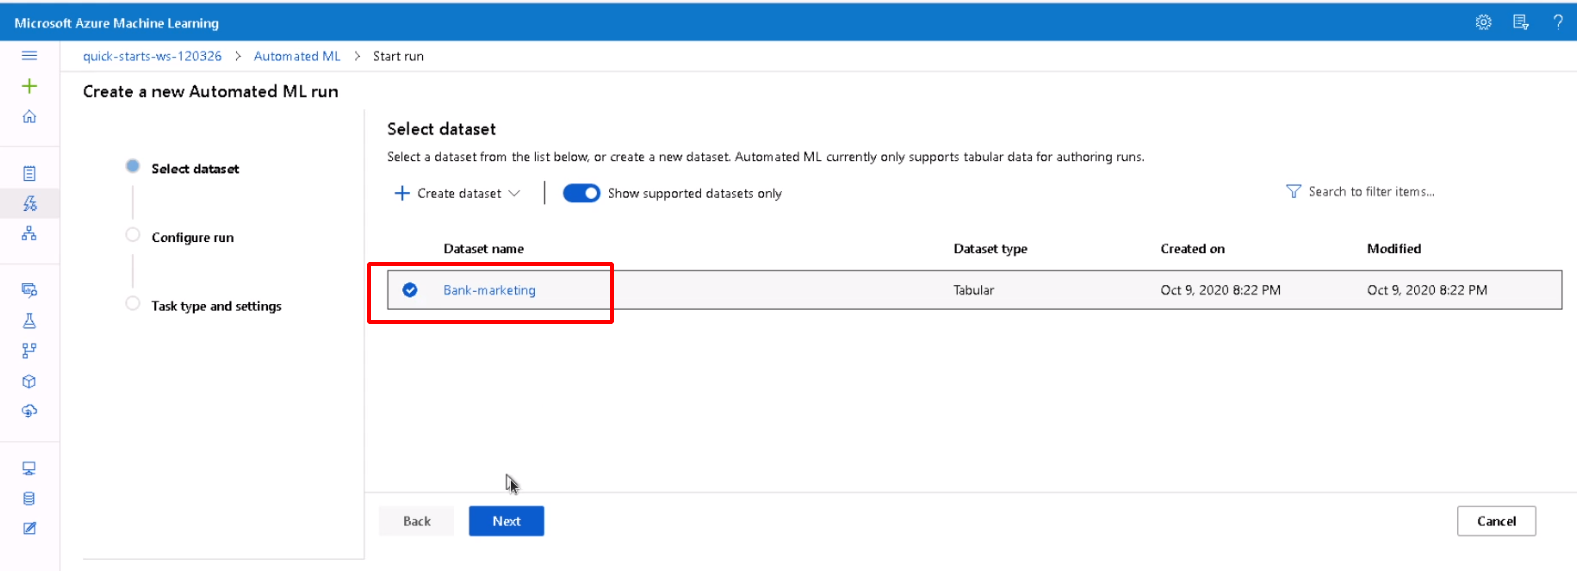 Microsoft Azure Machine Learning
?
quick-starts-ws-120326 > Automated ML > Start run
Create a new Automated ML run
Select dataset
Configure run
Task type and settings
Select dataset
Select a dataset from the list below, or create a new dataset. Automated ML currently only supports tabular data for authoring runs.
+ Create dataset Show supported datasets only Search to filter items...
Dataset name Dataset type Created on Modified
Bank-marketing Tabular Oct 9, 2020 8:22 PM Oct 9, 2020 8:22 PM
Back Next Cancel